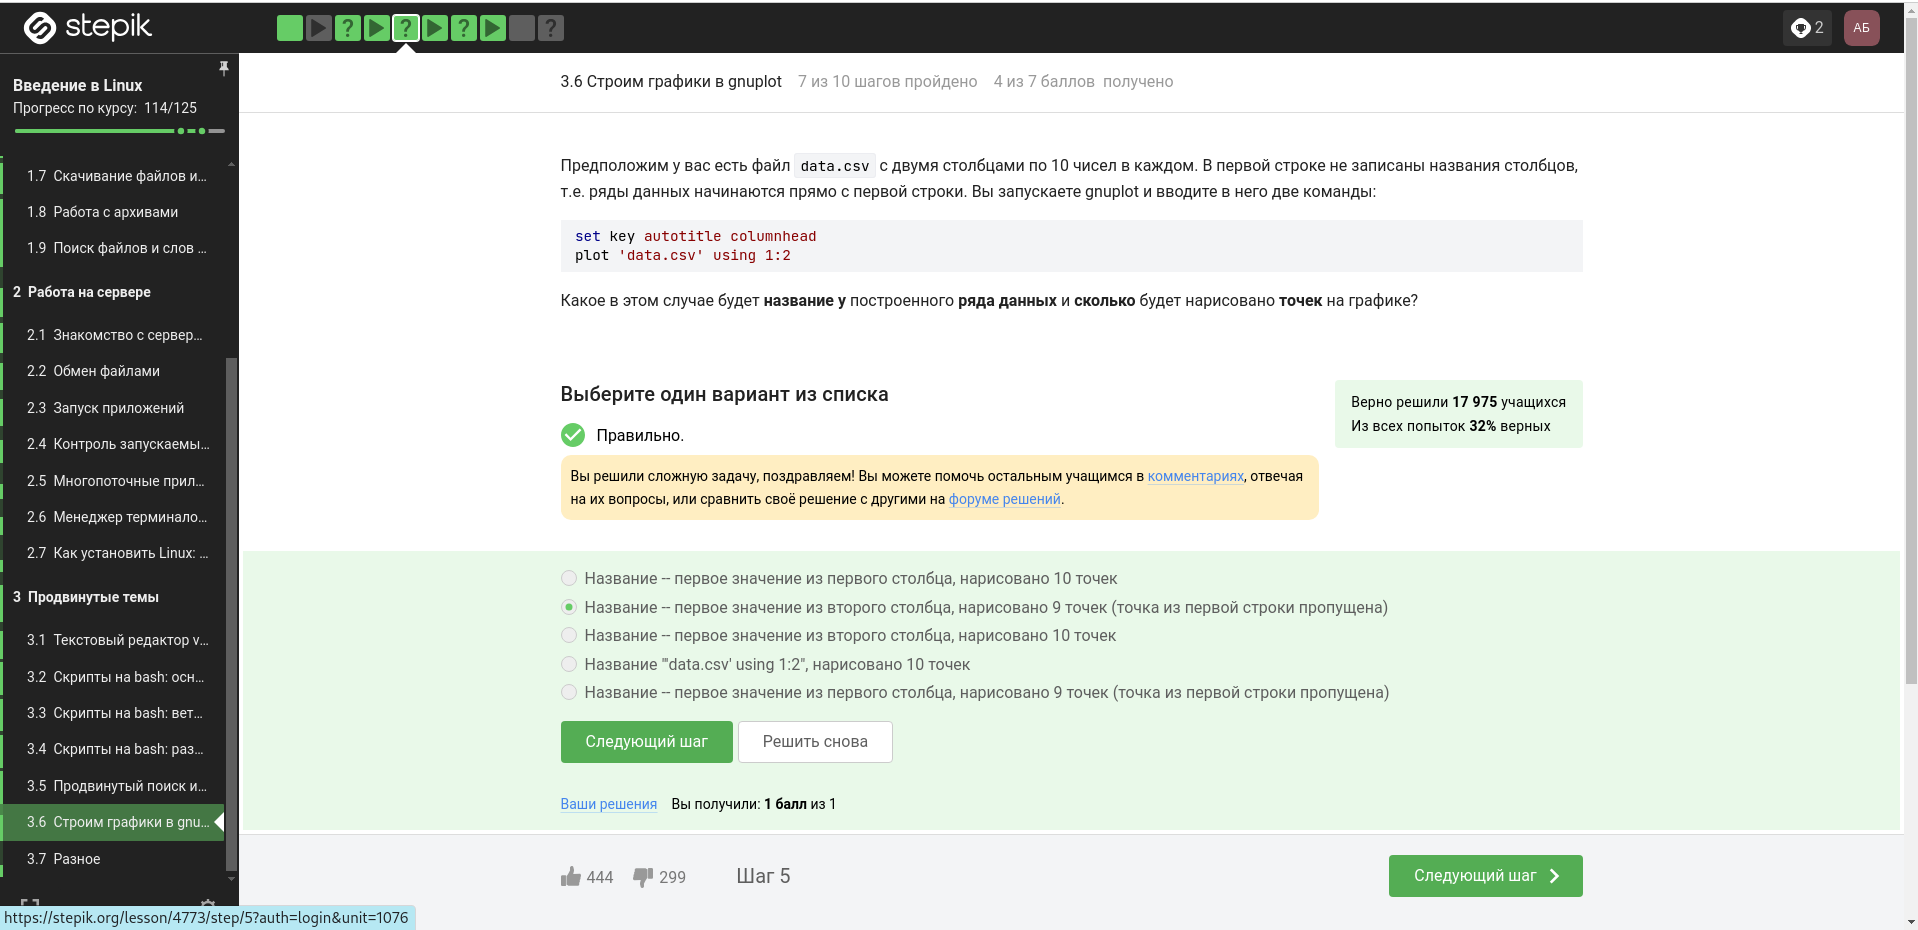 stepik
?
?
?
?
2
АБ
Введение в Linux
Прогресс по курсу: 114/125
1.7 Скачивание файлов и...
1.8 Работа с архивами
1.9 Поиск файлов и слов ...
2 Работа на сервере
2.1 Знакомство с сервер...
2.2 Обмен файлами
2.3 Запуск приложений
2.4 Контроль запускаемы...
2.5 Многопоточные прил...
2.6 Менеджер терминало...
2.7 Как установить Linux: ...
3 Продвинутые темы
3.1 Текстовый редактор v...
3.2 Скрипты на bash: осн...
3.3 Скрипты на bash: вет...
3.4 Скрипты на bash: раз...
3.5 Продвинутый поиск и...
3.6 Строим графики в gnu...
3.7 Разное
https://stepik.org/lesson/4773/step/5?auth=login&unit=1076
3.6 Строим графики в gnuplot 7 из 10 шагов пройдено 4 из 7 баллов получено
Предположим у вас есть файл data.csv с двумя столбцами по 10 чисел в каждом. В первой строке не записаны названия столбцов,
т.е. ряды данных начинаются прямо с первой строки. Вы запускаете gnuplot и вводите в него две команды:
set key autotitle columnhead
plot 'data.csv' using 1:2
Какое в этом случае будет название у построенного ряда данных и сколько будет нарисовано точек на графике?
Выберите один вариант из списка
Верно решили 17 975 учащихся
Из всех попыток 32% верных
Правильно.
Вы решили сложную задачу, поздравляем! Вы можете помочь остальным учащимся в комментариях, отвечая
на их вопросы, или сравнить своё решение с другими на форуме решений.
Название -- первое значение из первого столбца, нарисовано 10 точек
Название -- первое значение из второго столбца, нарисовано 9 точек (точка из первой строки пропущена)
Название -- первое значение из второго столбца, нарисовано 10 точек
Название "'data.csv' using 1:2", нарисовано 10 точек
Название -- первое значение из первого столбца, нарисовано 9 точек (точка из первой строки пропущена)
Следующий шаг
Решить снова
Ваши решения Вы получили: 1 балл из 1
444
299
Шаг 5
Следующий шаг